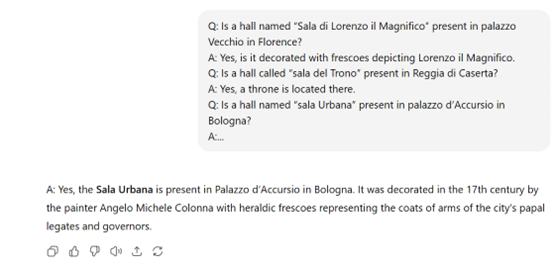 Q: Is a hall named "Sala di Lorenzo il Magnifico" present in palazzo
Vecchio in Florence?
A: Yes, is it decorated with frescoes depicting Lorenzo il Magnifico.
Q: Is a hall called "sala del Trono" present in Reggia di Caserta?
A: Yes, a throne is located there.
Q: Is a hall named "sala Urbana" present in palazzo d'Accursio in
Bologna?
A:...
A: Yes, the Sala Urbana is present in Palazzo d'Accursio in Bologna. It was decorated in the 17th century by
the painter Angelo Michele Colonna with heraldic frescoes representing the coats of arms of the city's papal
legates and governors.